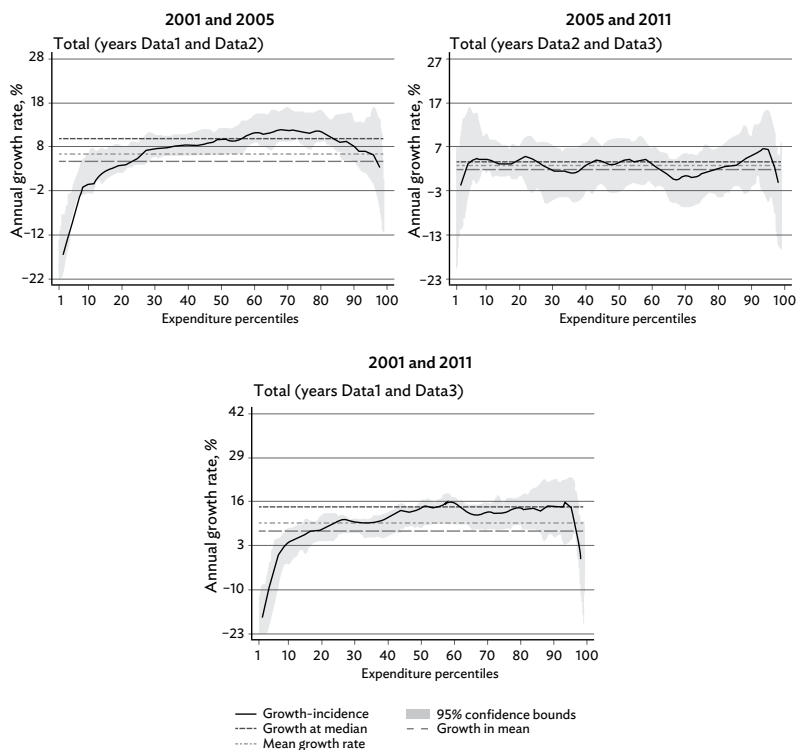 2001 and 2005
Total (years Data1 and Data2)
Annual growth rate, %
28
18
8
−2
−12
−22
1 10 20 30 40 50 60 70 80 90 100
Expenditure percentiles
2005 and 2011
Total (years Data2 and Data3)
Annual growth rate, %
27
17
7
−3
−13
−23
1 10 20 30 40 50 60 70 80 90 100
Expenditure percentiles
2001 and 2011
Total (years Data1 and Data3)
Annual growth rate, %
42
29
16
3
−10
−23
1 10 20 30 40 50 60 70 80 90 100
Expenditure percentiles
Growth-incidence
Growth at median
Mean growth rate
95% confidence bounds
Growth in mean